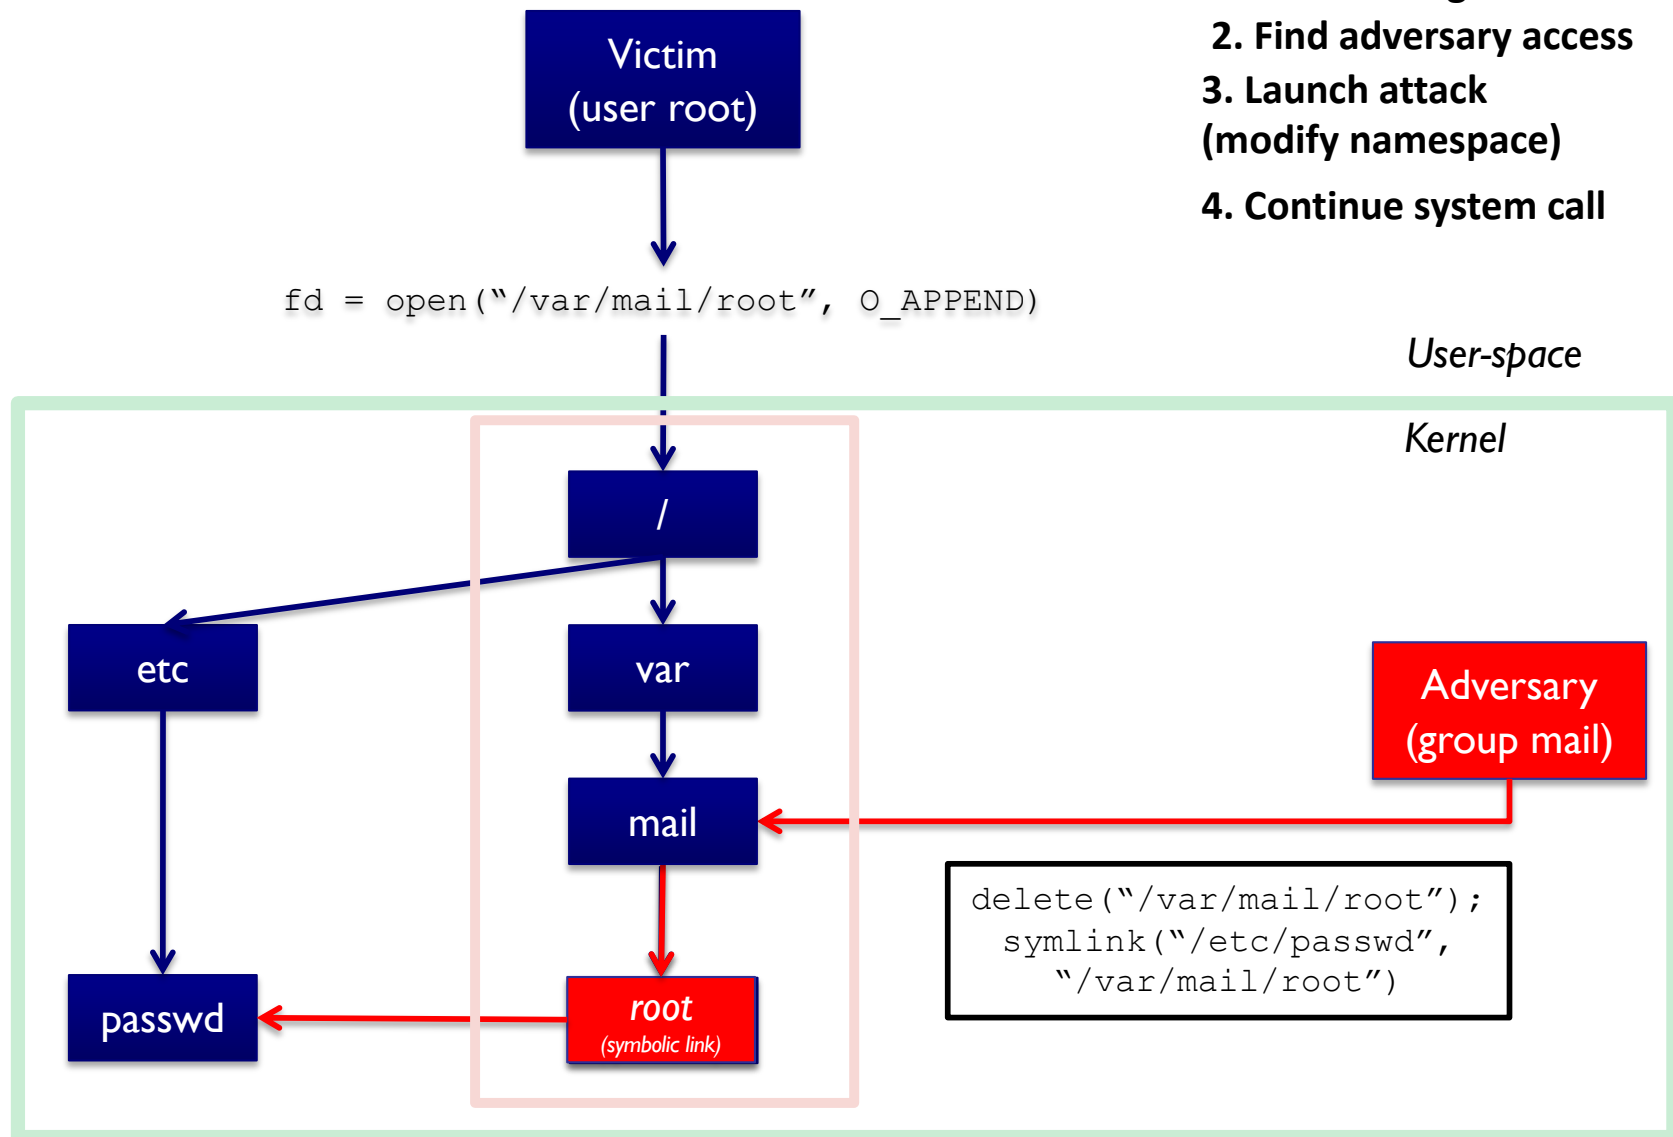 Victim
(user root)
2. Find adversary access
3. Launch attack
(modify namespace)
4. Continue system call
fd = open(“/var/mail/root”, O_APPEND)
User-space
Kernel
/
etc
var
Adversary
(group mail)
mail
delete(“/var/mail/root”);
symlink(“/etc/passwd”,
“/var/mail/root”)
passwd
root
(symbolic link)